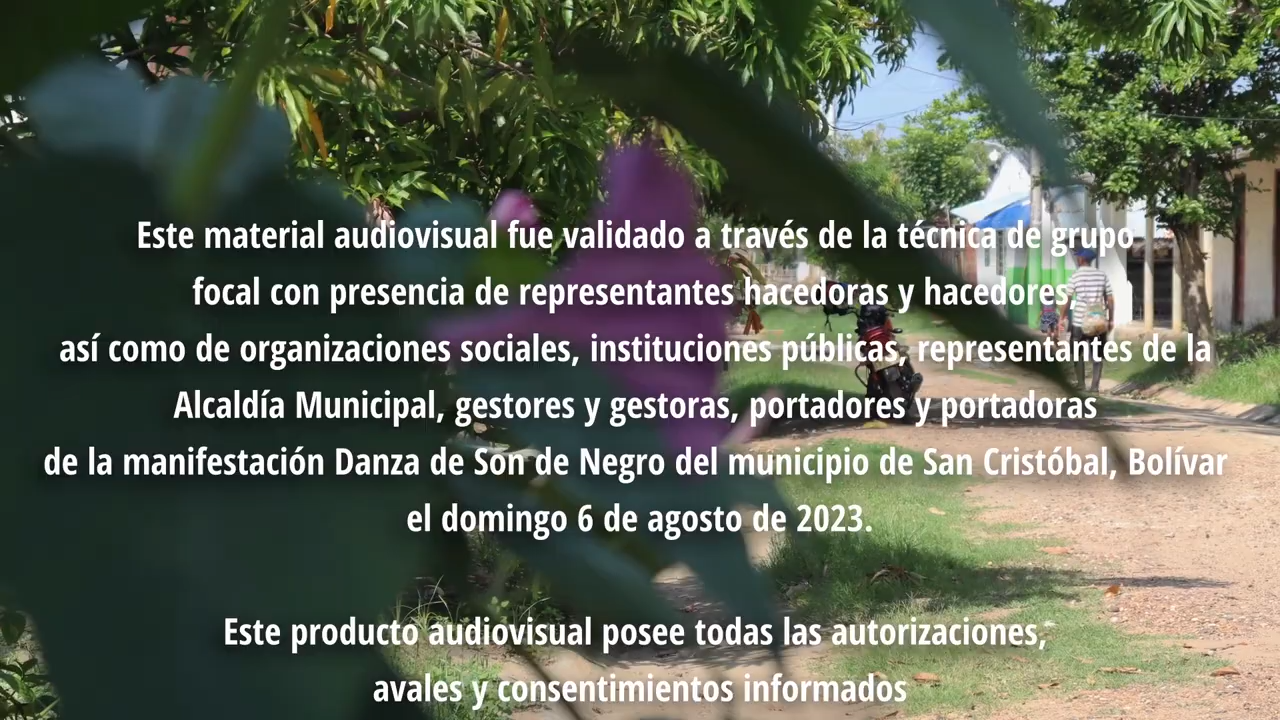 Este material audiovisual fue validado a través de la técnica de grupo
focal con presencia de representantes hacedoras y hacedores,
así como de organizaciones sociales, instituciones públicas, representantes de la
Alcaldía Municipal, gestores y gestoras, portadores y portadoras
de la manifestación Danza de Son de Negro del municipio de San Cristóbal, Bolívar
el domingo 6 de agosto de 2023.
Este producto audiovisual posee todas las autorizaciones,
avales y consentimientos informados